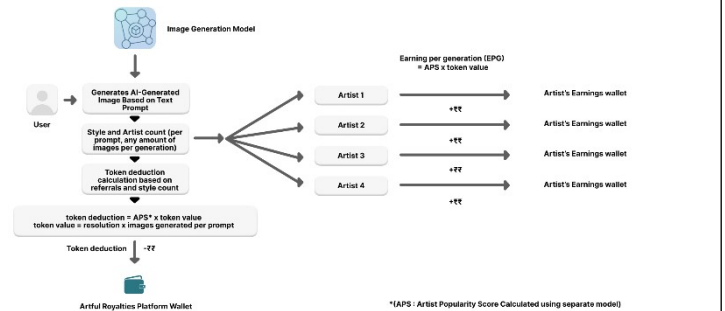 Image Generation Model
Earning per generation (EPG)
= APS x token value
Generates AI-Generated
Image Based on Text
Prompt
User
Artist 1
Artist's Earnings wallet
+₹₹
Style and Artist count (per
prompt, any amount of
images per generation)
Artist 2
Artist's Earnings wallet
+₹₹
Artist 3
Artist's Earnings wallet
+₹₹
Token deduction
calculation based on
referrals and style count
Artist 4
Artist's Earnings wallet
+₹₹
token deduction = APS* x token value
token value = resolution x images generated per prompt
Token deduction -₹₹
Artful Royalties Platform Wallet
*(APS : Artist Popularity Score Calculated using separate model)